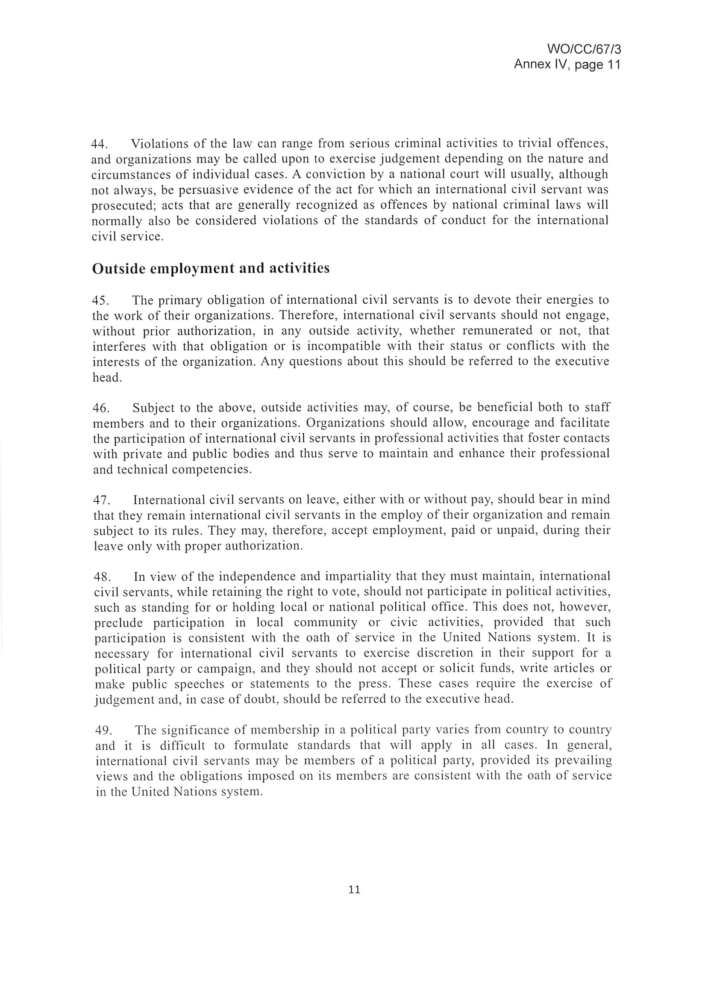 WO/CC/67/3
Annex IV, page 11
44. Violations of the law can range from serious criminal activities to trivial offences,
and organizations may be called upon to exercise judgement depending on the nature and
circumstances of individual cases. A conviction by a national court will usually, although
not always, be persuasive evidence of the act for which an international civil servant was
prosecuted; acts that are generally recognized as offences by national criminal laws will
normally also be considered violations of the standards of conduct for the international
civil service.
Outside employment and activities
45. The primary obligation of international civil servants is to devote their energies to
the work of their organizations. Therefore, international civil servants should not engage,
without prior authorization, in any outside activity, whether remunerated or not, that
interferes with that obligation or is incompatible with their status or conflicts with the
interests of the organization. Any questions about this should be referred to the executive
head.
46. Subject to the above, outside activities may, of course, be beneficial both to staff
members and to their organizations. Organizations should allow, encourage and facilitate
the participation of international civil servants in professional activities that foster contacts
with private and public bodies and thus serve to maintain and enhance their professional
and technical competencies.
47. International civil servants on leave, either with or without pay, should bear in mind
that they remain international civil servants in the employ of their organization and remain
subject to its rules. They may, therefore, accept employment, paid or unpaid, during their
leave only with proper authorization.
48. In view of the independence and impartiality that they must maintain, international
civil servants, while retaining the right to vote, should not participate in political activities,
such as standing for or holding local or national political office. This does not, however,
preclude participation in local community or civic activities, provided that such
participation is consistent with the oath of service in the United Nations system. It is
necessary for international civil servants to exercise discretion in their support for a
political party or campaign, and they should not accept or solicit funds, write articles or
make public speeches or statements to the press. These cases require the exercise of
judgement and, in case of doubt, should be referred to the executive head.
49. The significance of membership in a political party varies from country to country
and it is difficult to formulate standards that will apply in all cases. In general,
international civil servants may be members of a political party, provided its prevailing
views and the obligations imposed on its members are consistent with the oath of service
in the United Nations system.
11